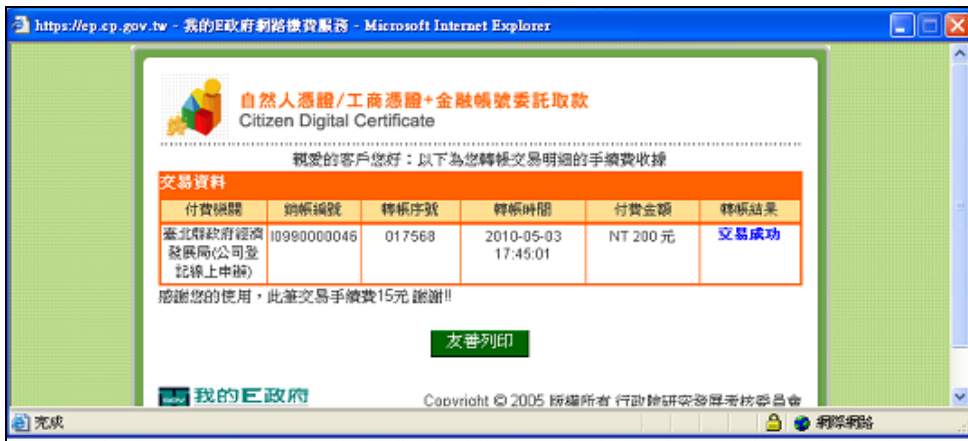 https://ep.cp.gov.tw - 我的E政府網路繳費服務 - Microsoft Internet Explorer
自然人憑證/工商憑證+金融帳號委託取款
Citizen Digital Certificate
親愛的客戶您好：以下為您轉帳交易明細的手續費收據
交易資料
付費機關 銷帳編號 轉帳序號 轉帳時間 付費金額 轉帳結果
臺北縣政府經濟發展局(公司登記線上申辦) I0990000046 017568 2010-05-03 17:45:01 NT 200 元 交易成功
感謝您的使用，此筆交易手續費15元 謝謝!!
友善列印
我的E政府
Copyright © 2005 版權所有 行政院研究發展考核委員會
完成 網際網路